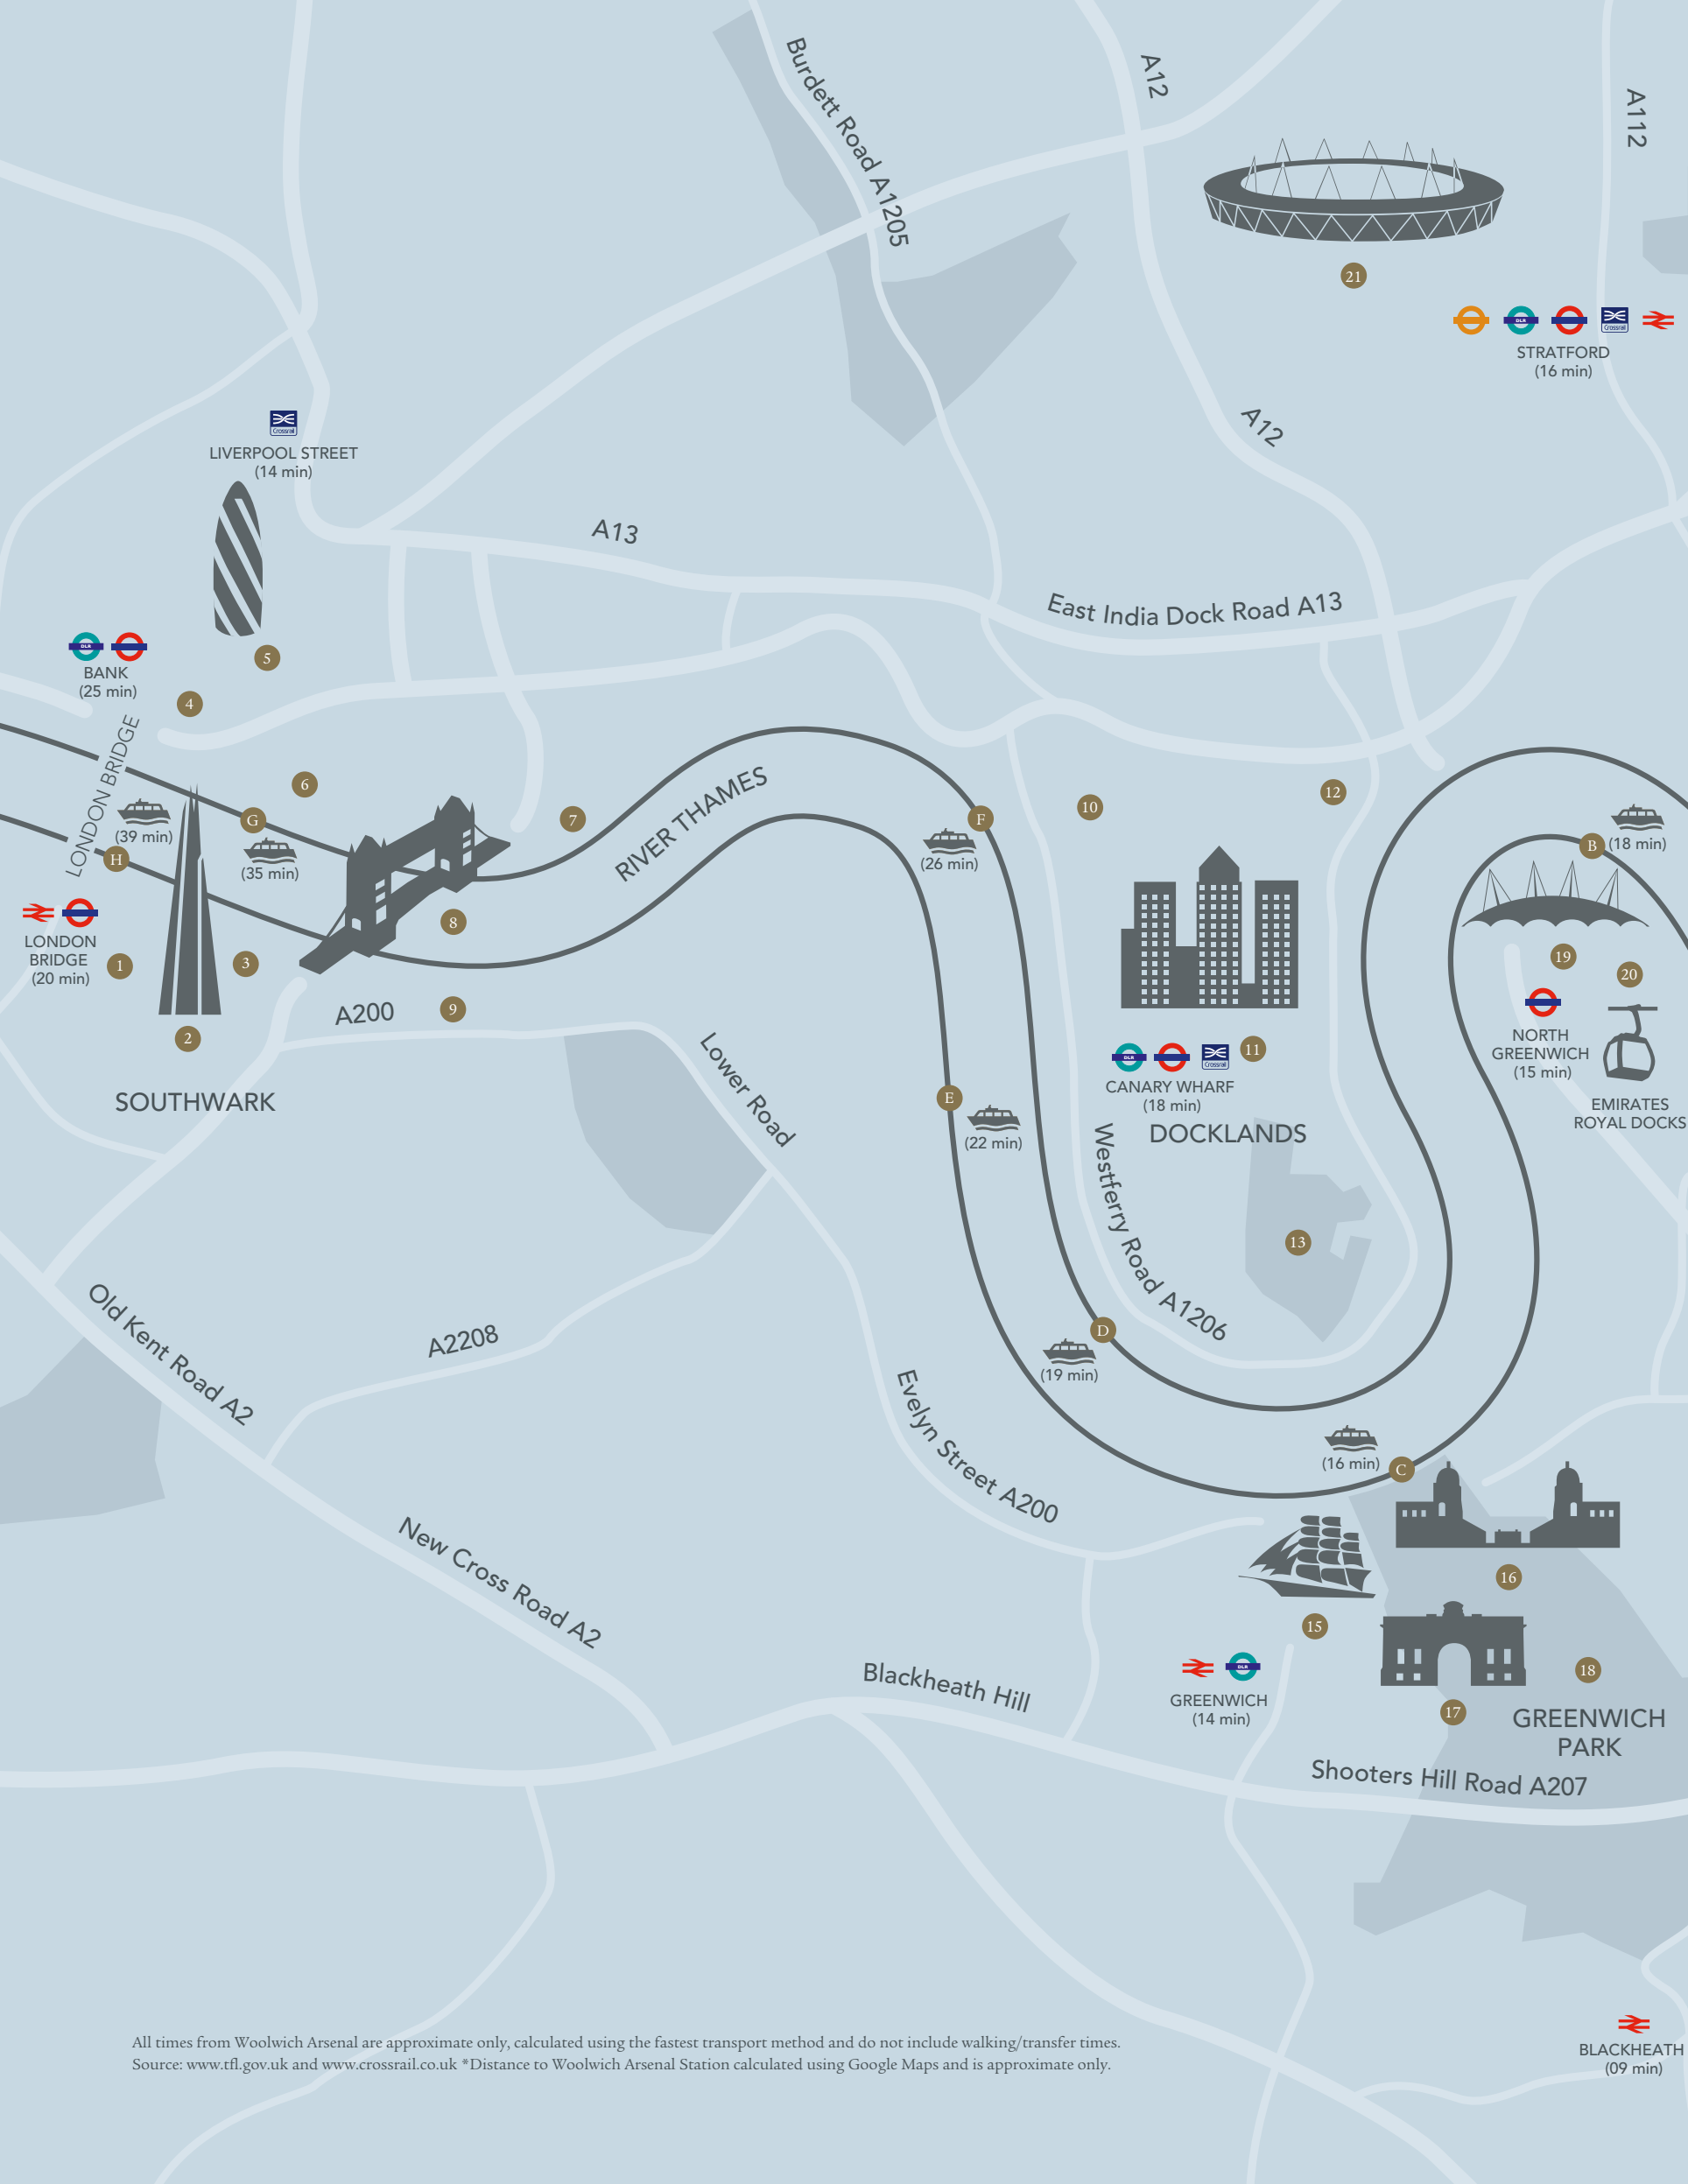 Burdett Road A1205
A12
A112
21
DLR
Crossrail
STRATFORD
(16 min)
Crossrail
LIVERPOOL STREET
(14 min)
A12
A13
East India Dock Road A13
DLR
BANK
(25 min)
5
4
LONDON BRIDGE
6
G
(39 min)
(35 min)
H
7
RIVER THAMES
F
(26 min)
10
12
B
(18 min)
LONDON
BRIDGE
(20 min)
1
3
2
8
9
A200
SOUTHWARK
Lower Road
E
(22 min)
DLR
Crossrail
11
CANARY WHARF
(18 min)
DOCKLANDS
19
20
NORTH
GREENWICH
(15 min)
EMIRATES
ROYAL DOCKS
Westferry Road A1206
13
D
(19 min)
Old Kent Road A2
A2208
Evelyn Street A200
(16 min)
C
New Cross Road A2
16
15
Blackheath Hill
DLR
GREENWICH
(14 min)
17
18
GREENWICH
PARK
Shooters Hill Road A207
BLACKHEATH
(09 min)
All times from Woolwich Arsenal are approximate only, calculated using the fastest transport method and do not include walking/transfer times.
Source: www.tfl.gov.uk and www.crossrail.co.uk *Distance to Woolwich Arsenal Station calculated using Google Maps and is approximate only.